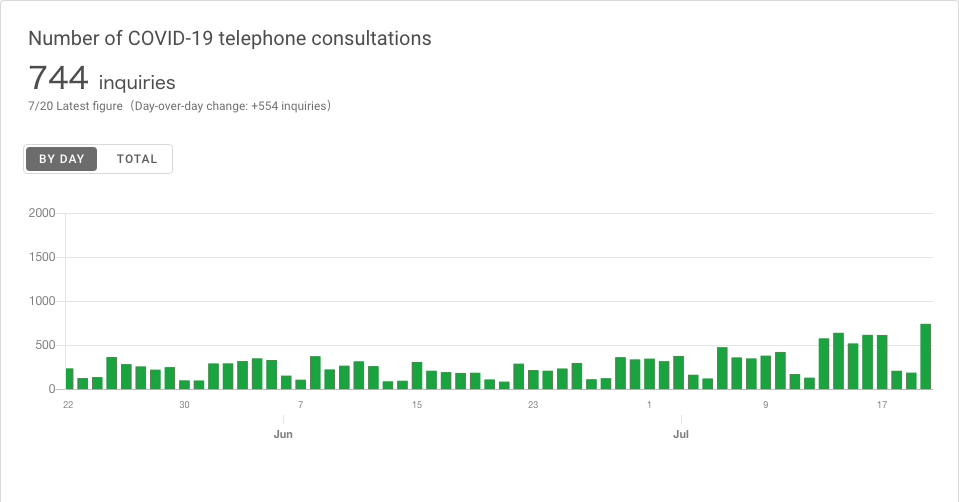 Number of COVID-19 telephone consultations
744 inquiries
7/20 Latest figure（Day-over-day change: +554 inquiries）
BY DAY TOTAL
2000
1500
1000
500
0
22 30 7 15 23 1 9 17
Jun Jul